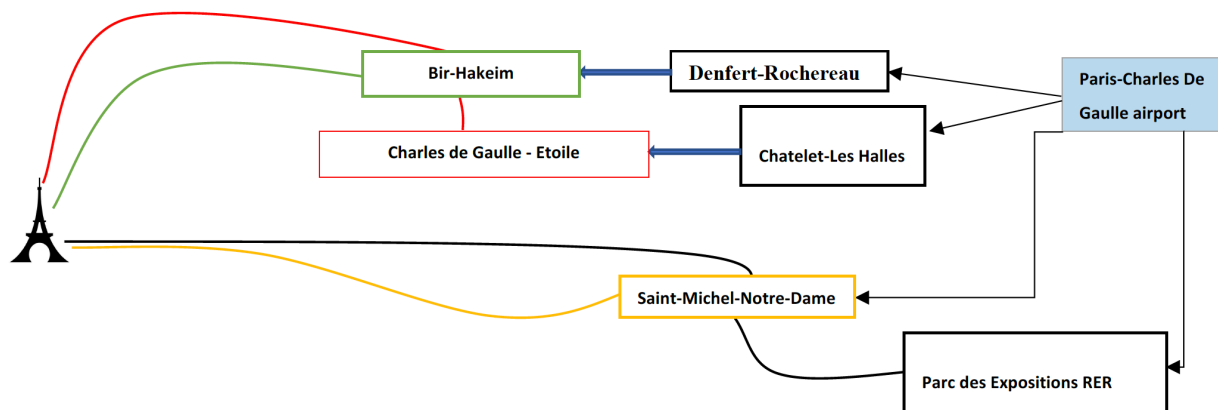 Bir-Hakeim
Denfert-Rochereau
Paris-Charles De
Gaulle airport
Charles de Gaulle - Etoile
Chatelet-Les Halles
Saint-Michel-Notre-Dame
Parc des Expositions RER